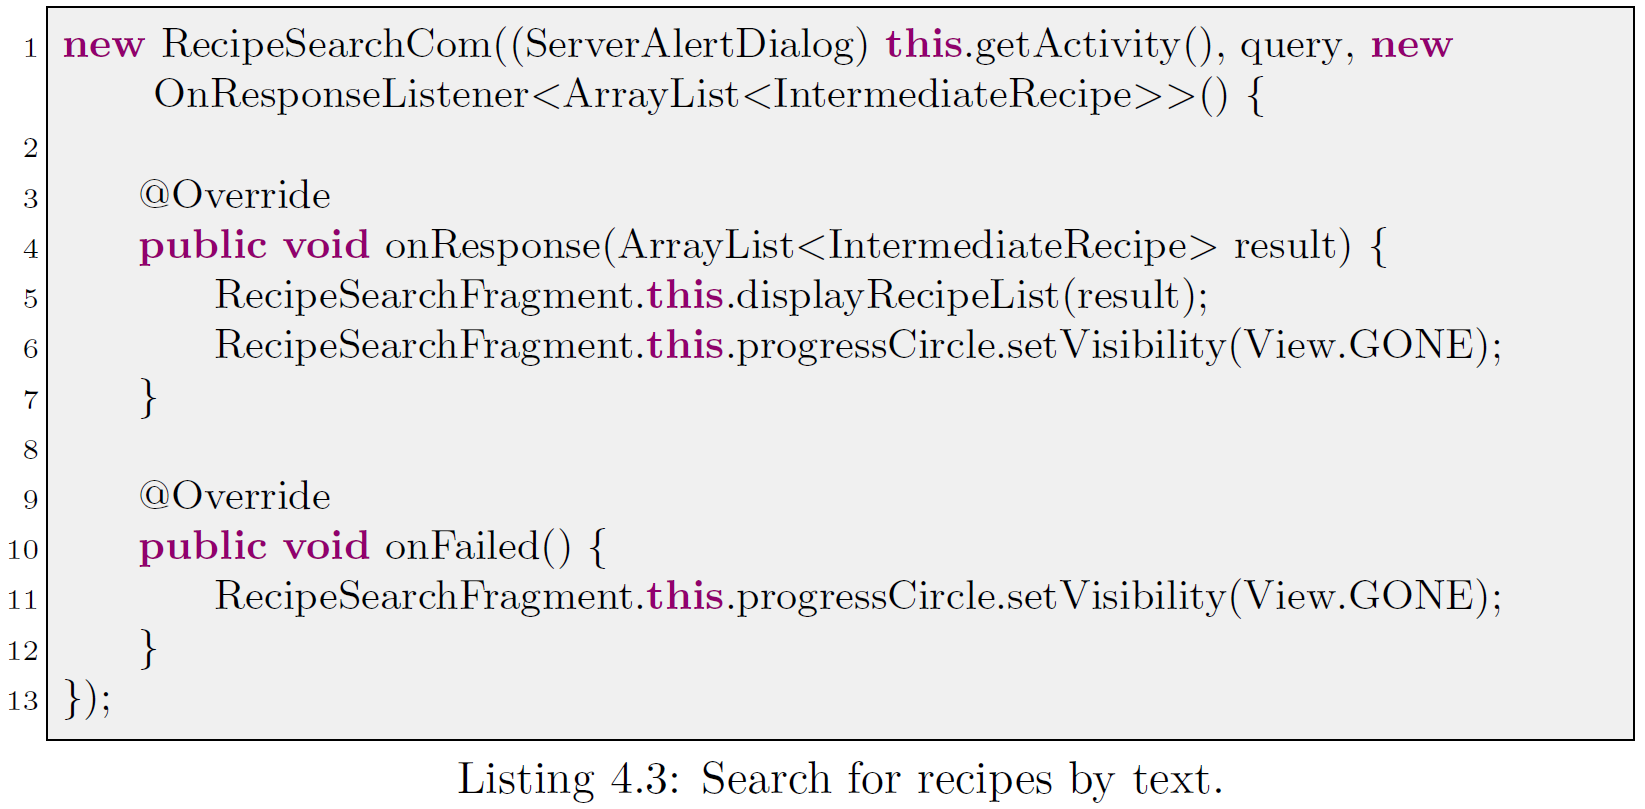 1 new RecipeSearchCom((ServerAlertDialog) this.getActivity(), query, new
OnResponseListener<ArrayList<IntermediateRecipe>>() {
2
3 @Override
4 public void onResponse(ArrayList<IntermediateRecipe> result) {
5 RecipeSearchFragment.this.displayRecipeList(result);
6 RecipeSearchFragment.this.progressCircle.setVisibility(View.GONE);
7 }
8
9 @Override
10 public void onFailed() {
11 RecipeSearchFragment.this.progressCircle.setVisibility(View.GONE);
12 }
13 });
Listing 4.3: Search for recipes by text.